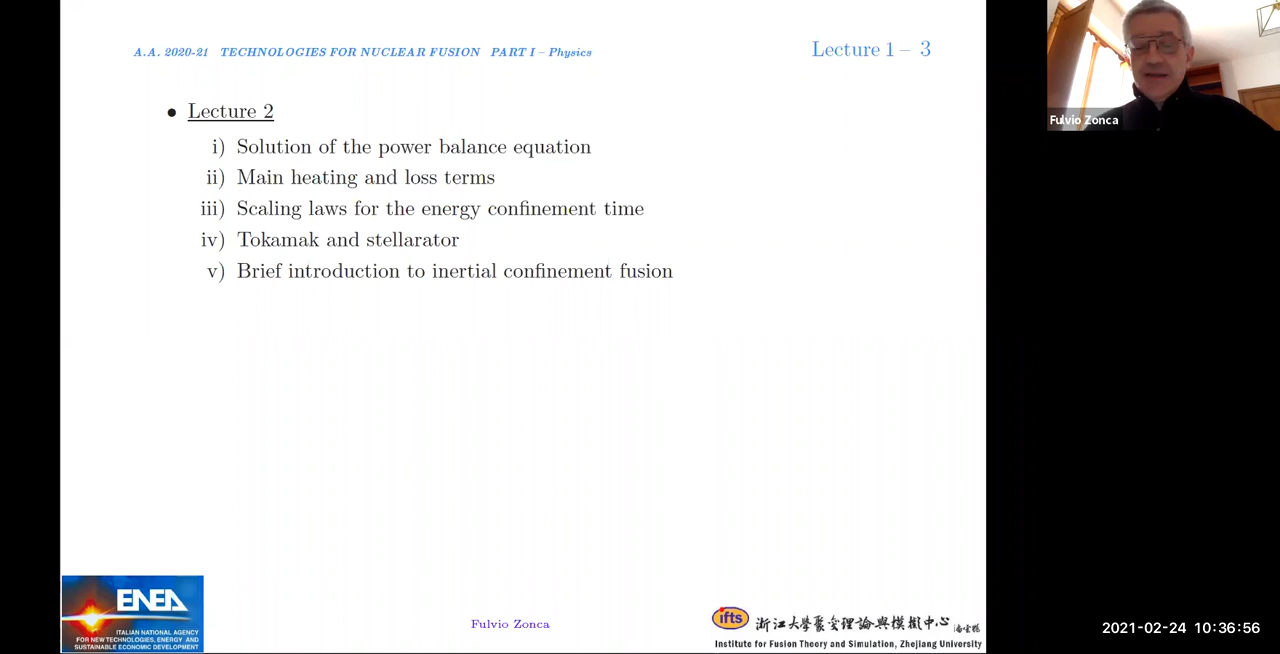 A.A. 2020-21 TECHNOLOGIES FOR NUCLEAR FUSION PART I – Physics
Lecture 1 – 3
• Lecture 2
i) Solution of the power balance equation
ii) Main heating and loss terms
iii) Scaling laws for the energy confinement time
iv) Tokamak and stellarator
v) Brief introduction to inertial confinement fusion
Fulvio Zonca
ENEA
ITALIAN NATIONAL AGENCY
FOR NEW TECHNOLOGIES, ENERGY AND
SUSTAINABLE ECONOMIC DEVELOPMENT
Fulvio Zonca
ifts
浙江大學聚变理論與模擬中心
Institute for Fusion Theory and Simulation, Zhejiang University
2021-02-24 10:36:56